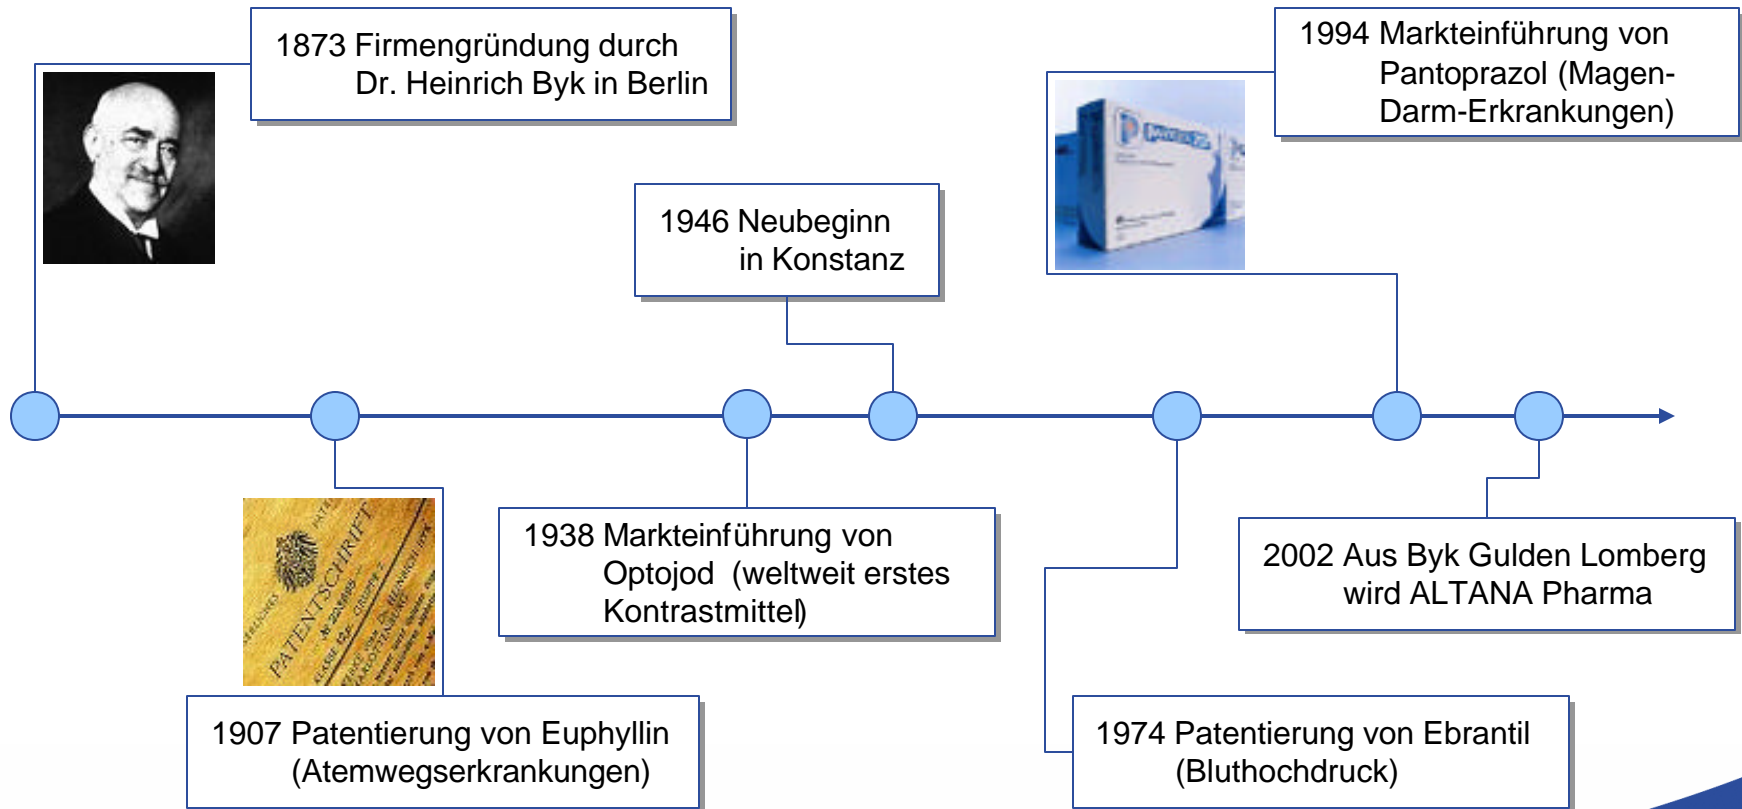 1873 Firmengründung durch
Dr. Heinrich Byk in Berlin
1994 Markteinführung von
Pantoprazol (Magen-
Darm-Erkrankungen)
1946 Neubeginn
in Konstanz
PATENTSCHRIFT
1938 Markteinführung von
Optojod (weltweit erstes
Kontrastmittel)
2002 Aus Byk Gulden Lomberg
wird ALTANA Pharma
1907 Patentierung von Euphyllin
(Atemwegserkrankungen)
1974 Patentierung von Ebrantil
(Bluthochdruck)